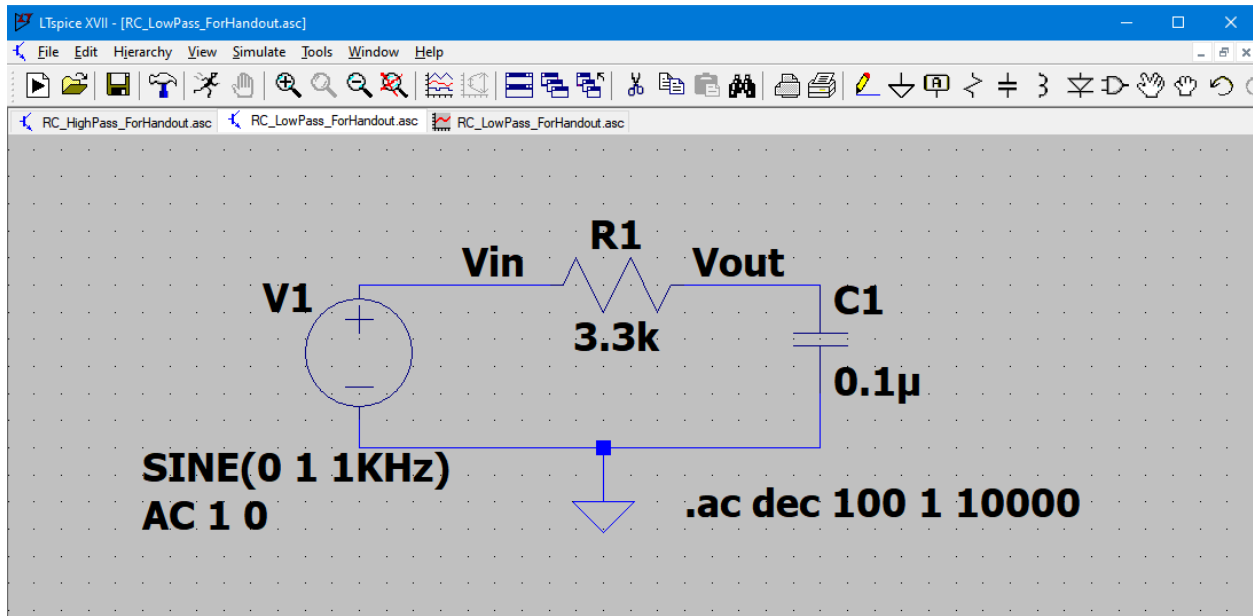 LTspice XVII - [RC_LowPass_ForHandout.asc]
File Edit Hierarchy View Simulate Tools Window Help
RC_HighPass_ForHandout.asc RC_LowPass_ForHandout.asc RC_LowPass_ForHandout.asc
R1
Vin Vout
V1 C1
3.3k
0.1µ
SINE(0 1 1KHz)
AC 1 0
.ac dec 100 1 10000